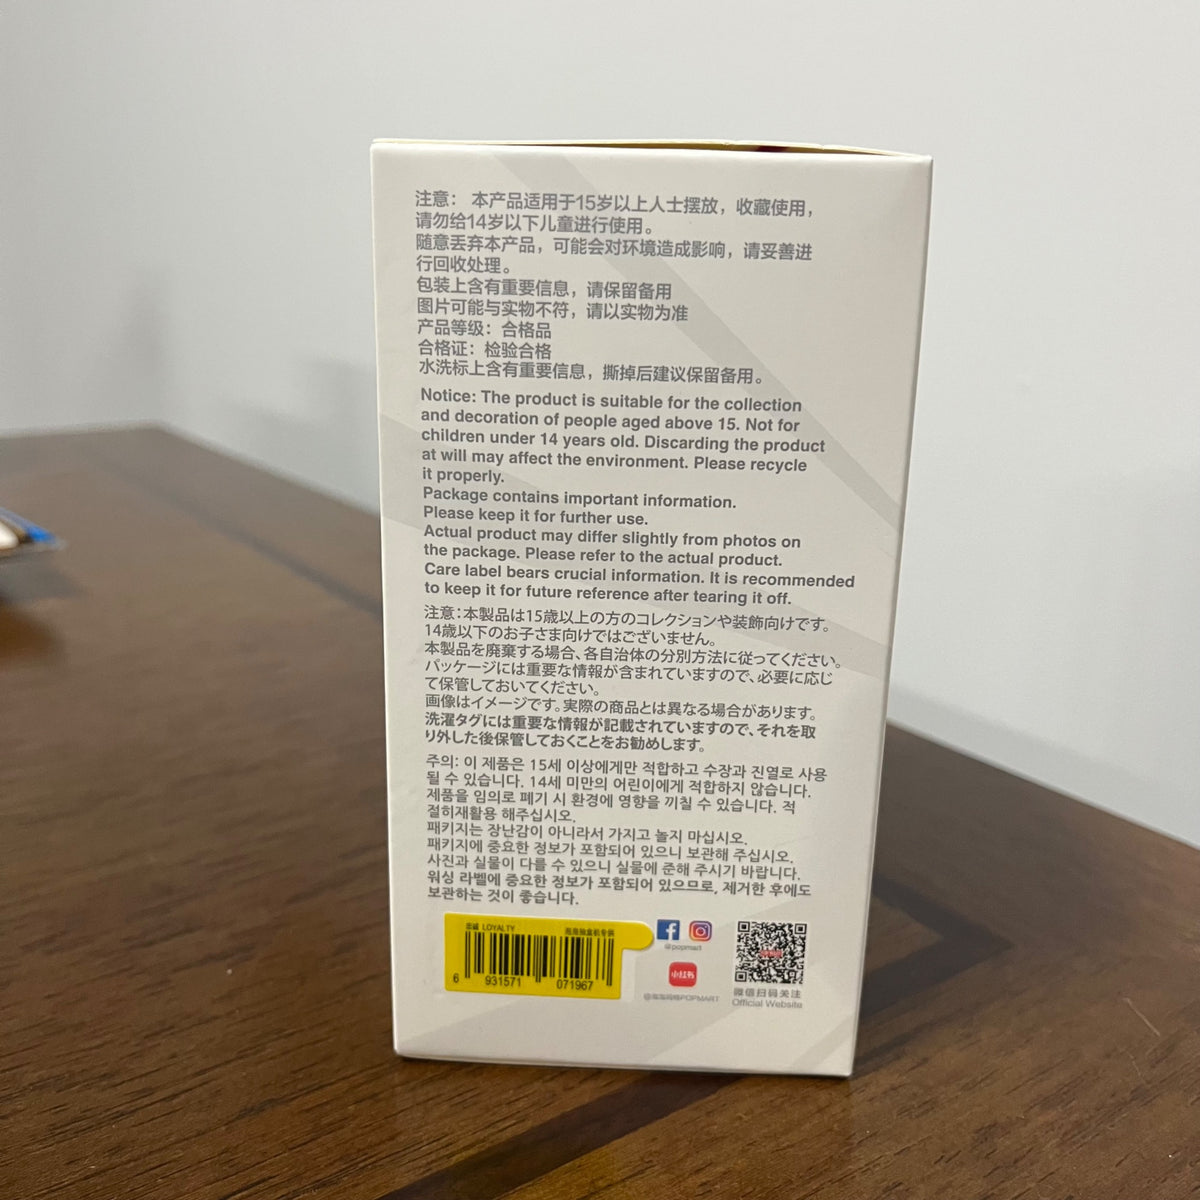 注意： 本产品适用于15岁以上人士摆放，收藏使用，
请勿给14岁以下儿童进行使用。
随意丢弃本产品，可能会对环境造成影响，请妥善进
行回收处理。
包装上含有重要信息，请保留备用
图片可能与实物不符，请以实物为准
产品等级：合格品
合格证：检验合格
水洗标上含有重要信息，撕掉后建议保留备用。
Notice: The product is suitable for the collection
and decoration of people aged above 15. Not for
children under 14 years old. Discarding the product
at will may affect the environment. Please recycle
it properly.
Package contains important information.
Please keep it for further use.
Actual product may differ slightly from photos on
the package. Please refer to the actual product.
Care label bears crucial information. It is recommended
to keep it for future reference after tearing it off.
注意：本製品は15歳以上の方のコレクションや装飾向けです。
14歳以下のお子さま向けではございません。
本製品を廃棄する場合、各自治体の分別方法に従ってください。
パッケージには重要な情報が含まれていますので、必要に応じ
て保管しておいてください。
画像はイメージです。実際の商品とは異なる場合があります。
洗濯タグには重要な情報が記載されていますので、それを取
り外した後保管しておくことをお勧めします。
주의: 이 제품은 15세 이상에게만 적합하고 수장과 진열로 사용
될 수 있습니다. 14세 미만의 어린이에게 적합하지 않습니다.
제품을 임의로 폐기 시 환경에 영향을 끼칠 수 있습니다. 적
절히재활용 해주십시오.
패키지는 장난감이 아니라서 가지고 놀지 마십시오.
패키지에 중요한 정보가 포함되어 있으니 보관해 주십시오.
사진과 실물이 다를 수 있으니 실물에 준해 주시기 바랍니다.
워싱 라벨에 중요한 정보가 포함되어 있으므로, 제거한 후에도
보관하는 것이 좋습니다.
LOYALTY
6 931571 071967
@popmart
小红书
POPMART
微信扫码关注
Official Website